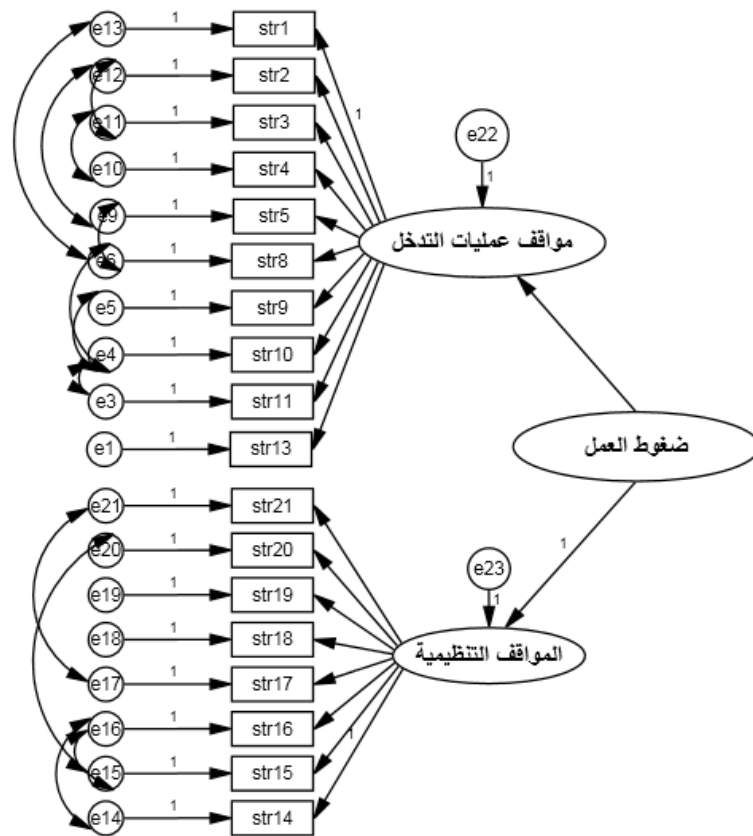 e13 1 str1
e12 1 str2
1
e11 1 str3
e22
e10 1 str4
1
e9 1 str5
مواقف عمليات التدخل
e6 1 str8
e5 1 str9
e4 1 str10
e3 1 str11
ضغوط العمل
e1 1 str13
e21 1 str21
e20 1 str20
1
e23
e19 1 str19
1
e18 1 str18
المواقف التنظيمية
e17 1 str17
e16 1 str16
1
e15 1 str15
e14 1 str14